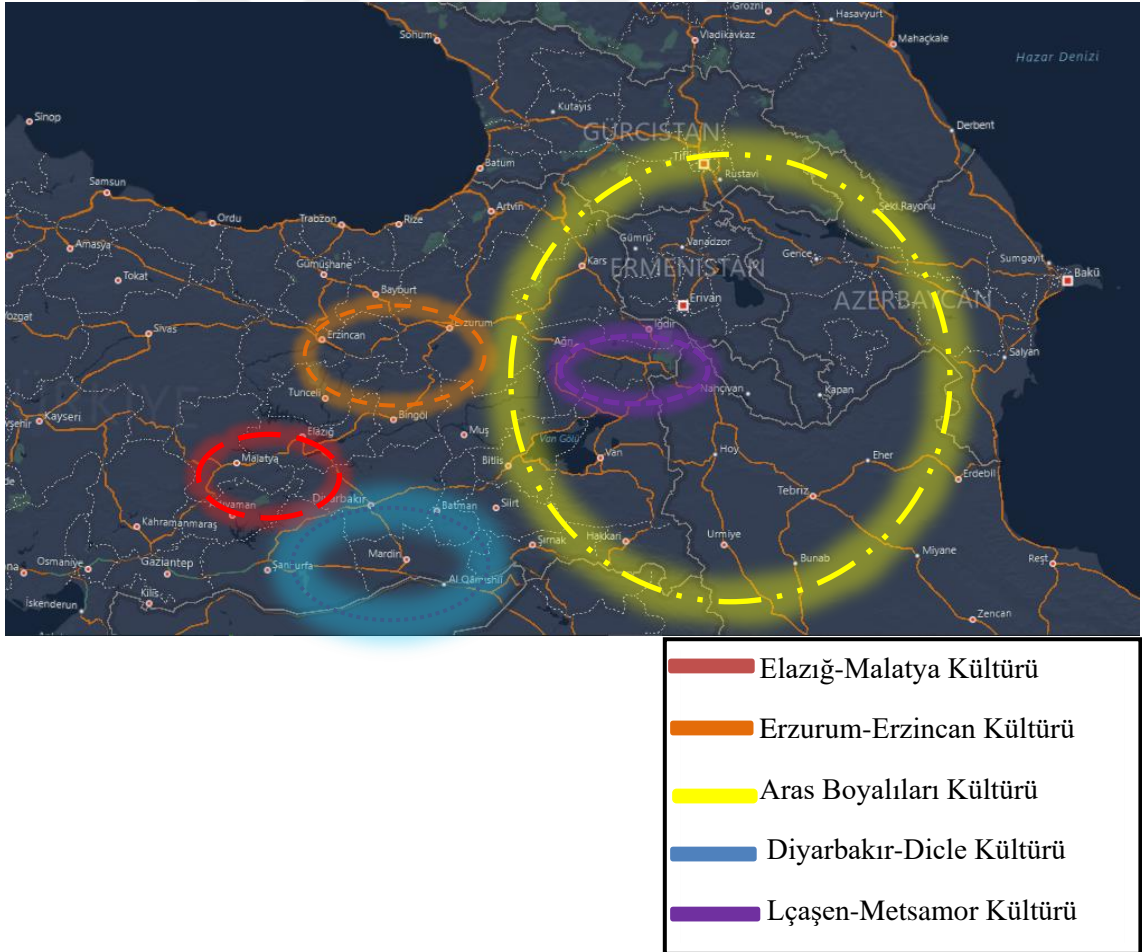 Sohum
Grozni
Hasavyurt
Vladikavkaz
Mahaçkale
Hazar Denizi
Kutayis
GÜRCİSTAN
Derbent
Sinop
Batum
Tiflis
Rustavi
Samsun
Ordu
Trabzon
Rize
Artvin
Şeki Rayonu
Amasya
Gümrü
Vanadzor
Gence
Sumgayıt
Bakü
Tokat
Gümüşhane
Kars
ERMENİSTAN
Bayburt
Erivan
AZERBAYCAN
Yozgat
Sivas
Erzincan
Erzurum
Iğdır
Ağrı
Salyan
TÜRKİYE
Tunceli
Nahçıvan
Kapan
Kayseri
Bingöl
Elazığ
Muş
Van Gölü
Malatya
Bitlis
Van
Hoy
Eher
Erdebil
Adıyaman
Diyarbakır
Batman
Siirt
Tebriz
Kahramanmaraş
Şırnak
Hakkari
Urmiye
Osmaniye
Gaziantep
Şanlıurfa
Mardin
Bunab
Miyane
Reşt
Al Qāmishlī
İskenderun
Kilis
Zencan
Elazığ-Malatya Kültürü
Erzurum-Erzincan Kültürü
Aras Boyalıları Kültürü
Diyarbakır-Dicle Kültürü
Lçaşen-Metsamor Kültürü